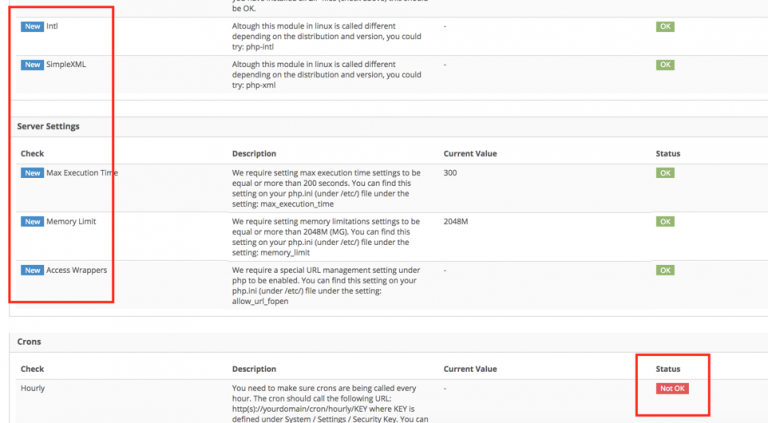 you have installed all ZIP files (check above) this should
be OK.
New Intl Altough this module in linux is called different - OK
depending on the distribution and version, you could
try: php-intl
New SimpleXML Altough this module in linux is called different - OK
depending on the distribution and version, you could
try: php-xml
Server Settings
Check Description Current Value Status
New Max Execution Time We require setting max execution time settings to be 300 OK
equal or more than 200 seconds. You can find this
setting on your php.ini (under /etc/) file under the
setting: max_execution_time
New Memory Limit We require setting memory limitations settings to be 2048M OK
equal or more than 2048M (MG). You can find this
setting on your php.ini (under /etc/) file under the
setting: memory_limit
New Access Wrappers We require a special URL management setting under - OK
php to be enabled. You can find this setting on your
php.ini (under /etc/) file under the setting:
allow_url_fopen
Crons
Check Description Current Value Status
Hourly You need to make sure crons are being called every - Not OK
hour. The cron should call the following URL:
http(s)://yourdomain/cron/hourly/KEY where KEY is
defined under System / Settings / Security Key. You can